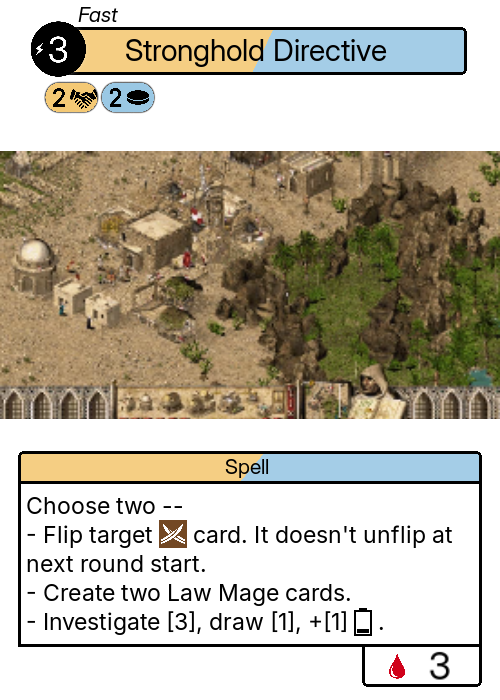 Fast
3
Stronghold Directive
2 2
Spell
Choose two --
- Flip target card. It doesn't unflip at
next round start.
- Create two Law Mage cards.
- Investigate [3], draw [1], +[1] .
3